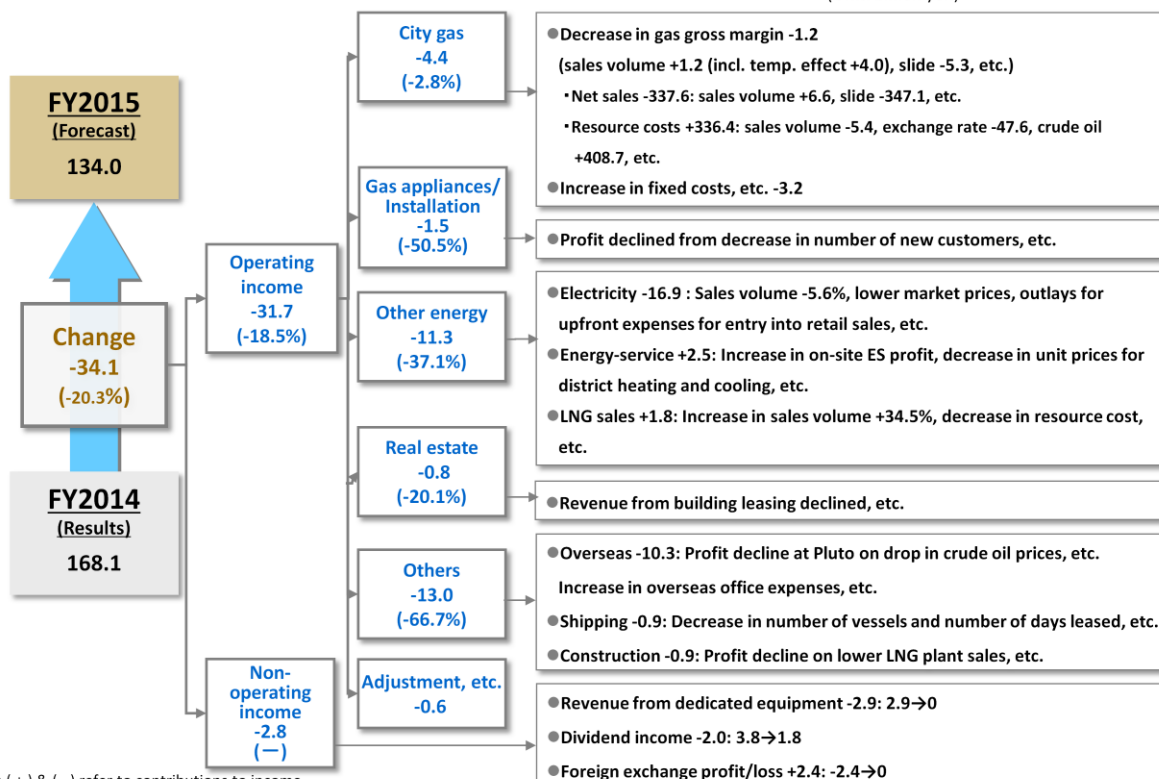 FY2015
(Forecast)
134.0
Change
-34.1
(-20.3%)
FY2014
(Results)
168.1
Operating
income
-31.7
(-18.5%)
Non-
operating
income
-2.8
(—)
City gas
-4.4
(-2.8%)
Gas appliances/
Installation
-1.5
(-50.5%)
Other energy
-11.3
(-37.1%)
Real estate
-0.8
(-20.1%)
Others
-13.0
(-66.7%)
Adjustment, etc.
-0.6
●Decrease in gas gross margin -1.2
(sales volume +1.2 (incl. temp. effect +4.0), slide -5.3, etc.)
・Net sales -337.6: sales volume +6.6, slide -347.1, etc.
・Resource costs +336.4: sales volume -5.4, exchange rate -47.6, crude oil
+408.7, etc.
●Increase in fixed costs, etc. -3.2
●Profit declined from decrease in number of new customers, etc.
●Electricity -16.9 : Sales volume -5.6%, lower market prices, outlays for
upfront expenses for entry into retail sales, etc.
●Energy-service +2.5: Increase in on-site ES profit, decrease in unit prices for
district heating and cooling, etc.
●LNG sales +1.8: Increase in sales volume +34.5%, decrease in resource cost,
etc.
●Revenue from building leasing declined, etc.
●Overseas -10.3: Profit decline at Pluto on drop in crude oil prices, etc.
Increase in overseas office expenses, etc.
●Shipping -0.9: Decrease in number of vessels and number of days leased, etc.
●Construction -0.9: Profit decline on lower LNG plant sales, etc.
●Revenue from dedicated equipment -2.9: 2.9→0
●Dividend income -2.0: 3.8→1.8
●Foreign exchange profit/loss +2.4: -2.4→0
refer to contributions to income